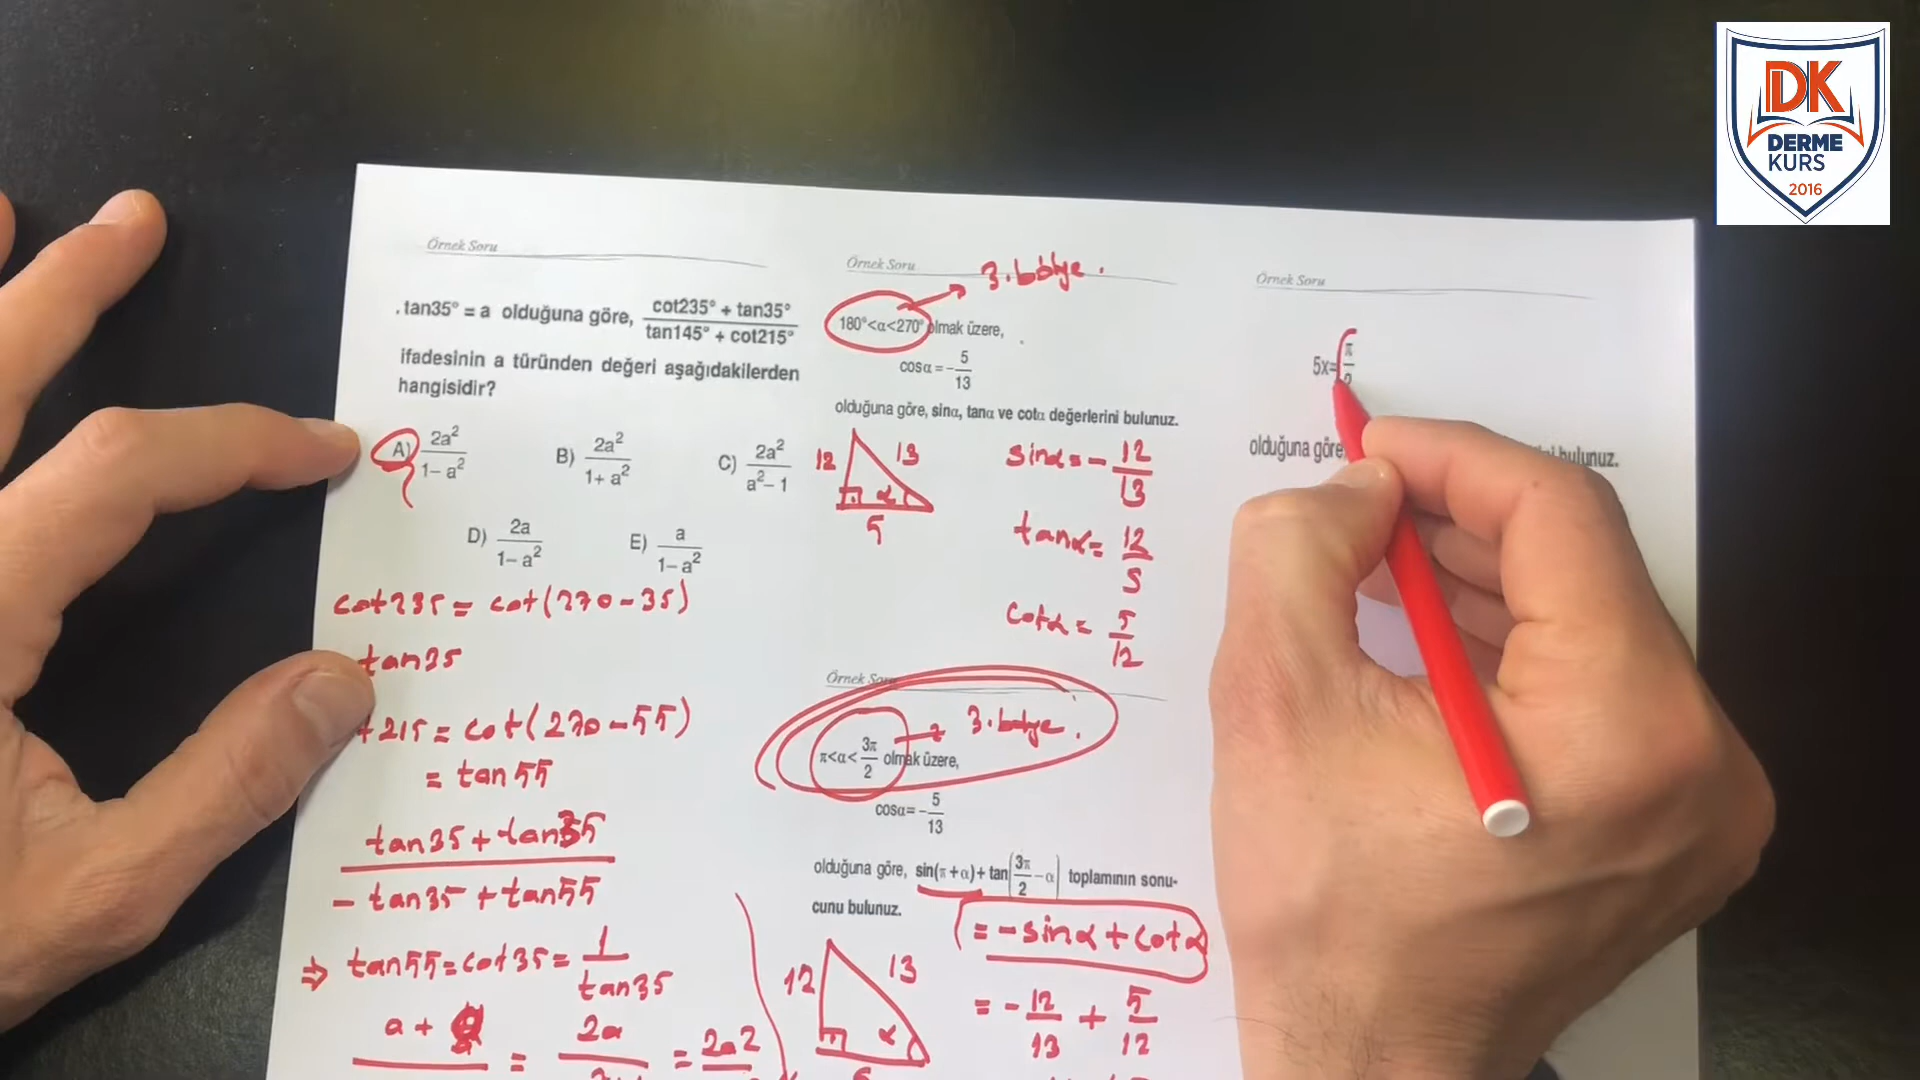 DK
DERME
KURS
2016
Örnek Soru
. tan35° = a olduğuna göre, (cot235° + tan35°)/(tan145° + cot215°)
ifadesinin a türünden değeri aşağıdakilerden
hangisidir?
A) 2a²/(1–a²) B) 2a²/(1+a²) C) 2a²/(a²–1)
D) 2a/(1–a²) E) a/(1–a²)
cot235 = cot(270-35)
tan35
+ 215 = cot(270-55)
= tan55
tan35 + tan35
- tan35 + tan55
⇒ tan55 = cot35 = 1/tan35
a +
= 2a
= 2a2
Örnek Soru
3.bölge.
180°<α<270° olmak üzere,
cosα = -5/13
olduğuna göre, sinα, tanα ve cotα değerlerini bulunuz.
12 13
α
5
sinα = - 12/13
tanα = 12/5
cotα = 5/12
Örnek Soru
3.bölge.
π<α<3π/2 olmak üzere,
cosα = -5/13
olduğuna göre, sin(π+α)+tan(3π/2 –α) toplamının sonu-
cunu bulunuz.
= -sinα + cotα
12 13
α
= - 12/13 + 5/12
Örnek Soru
5x=π
olduğuna göre
bulunuz.